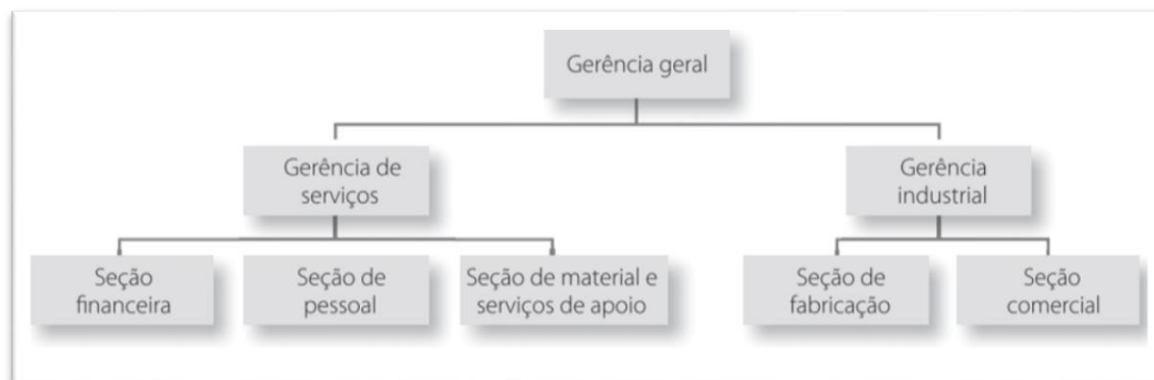 Gerência geral
Gerência de
serviços
Gerência
industrial
Seção
financeira
Seção de
pessoal
Seção de material e
serviços de apoio
Seção de
fabricação
Seção
comercial